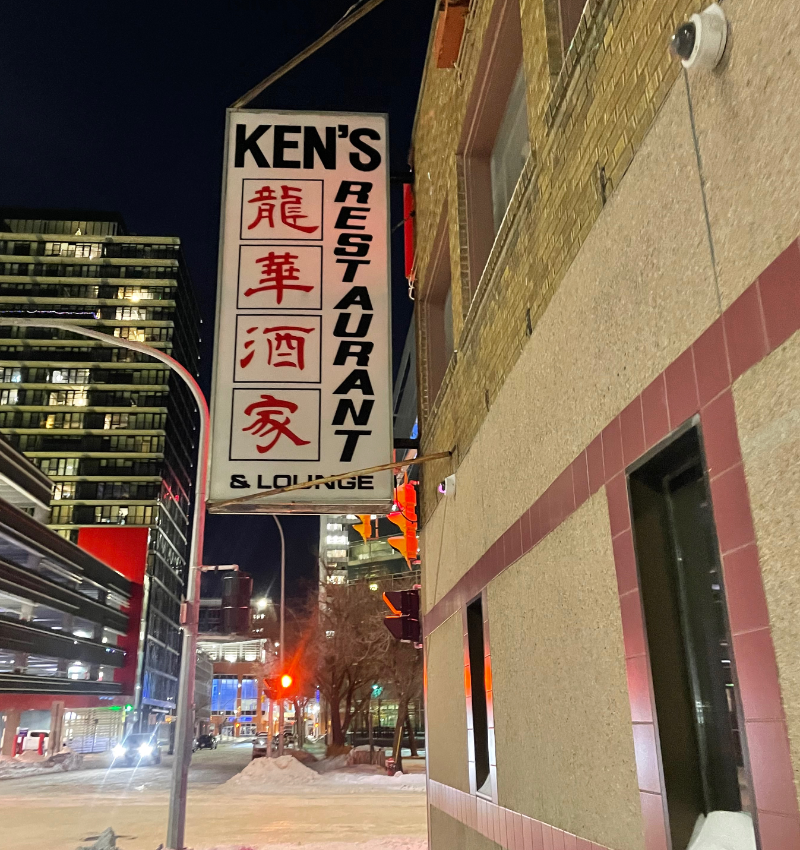 KEN'S
龍華酒家
RESTAURANT
& LOUNGE